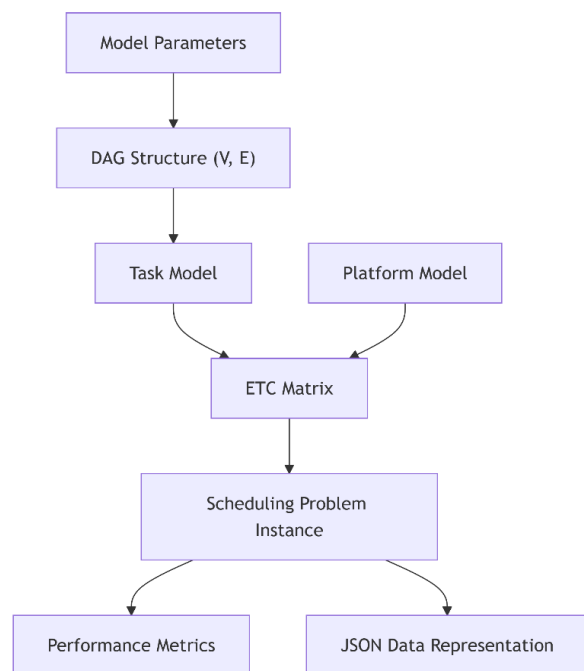 Model Parameters
DAG Structure (V, E)
Task Model
Platform Model
ETC Matrix
Scheduling Problem
Instance
Performance Metrics
JSON Data Representation